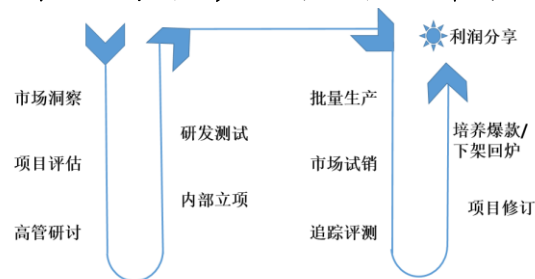 市场洞察
项目评估
高管研讨
内部立项
研发测试
批量生产
市场试销
追踪评测
项目修订
培养爆款/
下架回炉
利润分享